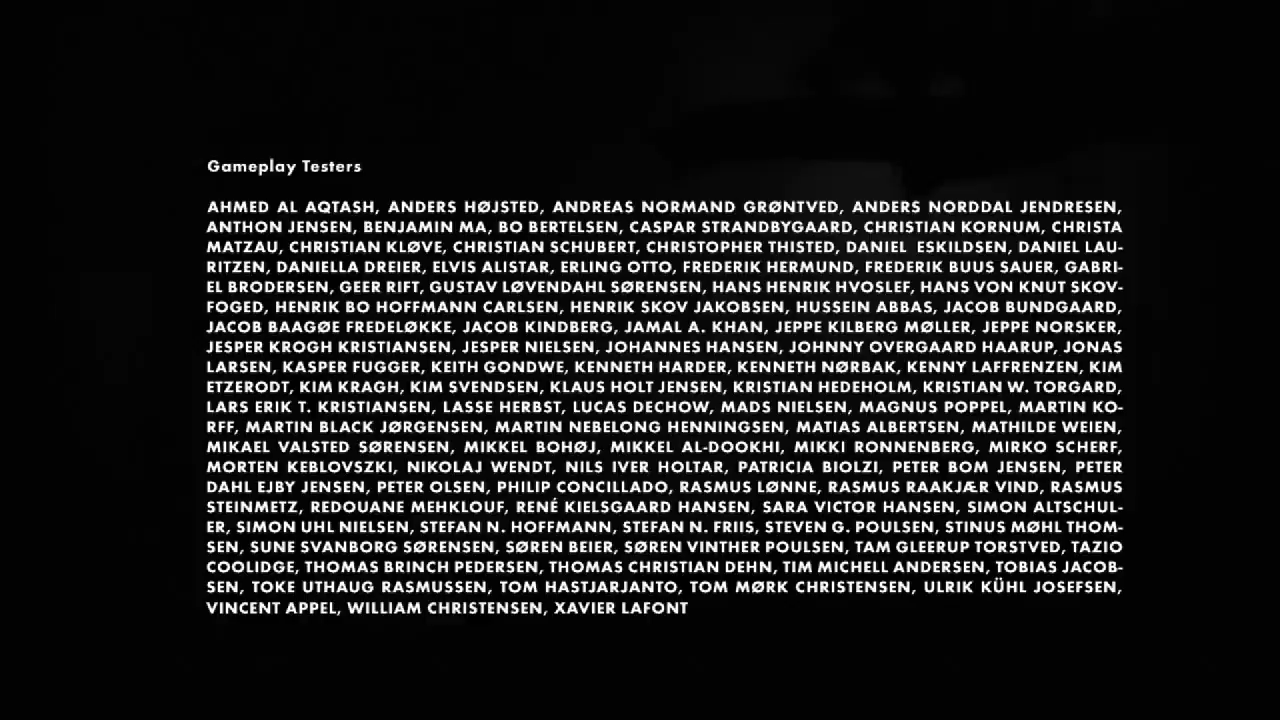 Gameplay Testers
AHMED AL AQTASH, ANDERS HØJSTED, ANDREAS NORMAND GRØNTVED, ANDERS NORDDAL JENDRESEN,
ANTHON JENSEN, BENJAMIN MA, BO BERTELSEN, CASPAR STRANDBYGAARD, CHRISTIAN KORNUM, CHRISTA
MATZAU, CHRISTIAN KLØVE, CHRISTIAN SCHUBERT, CHRISTOPHER THISTED, DANIEL ESKILDSEN, DANIEL LAU-
RITZEN, DANIELLA DREIER, ELVIS ALISTAR, ERLING OTTO, FREDERIK HERMUND, FREDERIK BUUS SAUER, GABRI-
EL BRODERSEN, GEER RIFT, GUSTAV LØVENDAHL SØRENSEN, HANS HENRIK HVOSLEF, HANS VON KNUT SKOV-
FOGED, HENRIK BO HOFFMANN CARLSEN, HENRIK SKOV JAKOBSEN, HUSSEIN ABBAS, JACOB BUNDGAARD,
JACOB BAAGØE FREDELØKKE, JACOB KINDBERG, JAMAL A. KHAN, JEPPE KILBERG MØLLER, JEPPE NORSKER,
JESPER KROGH KRISTIANSEN, JESPER NIELSEN, JOHANNES HANSEN, JOHNNY OVERGAARD HAARUP, JONAS
LARSEN, KASPER FUGGER, KEITH GONDWE, KENNETH HARDER, KENNETH NØRBAK, KENNY LAFFRENZEN, KIM
ETZERODT, KIM KRAGH, KIM SVENDSEN, KLAUS HOLT JENSEN, KRISTIAN HEDEHOLM, KRISTIAN W. TORGARD,
LARS ERIK T. KRISTIANSEN, LASSE HERBST, LUCAS DECHOW, MADS NIELSEN, MAGNUS POPPEL, MARTIN KO-
RFF, MARTIN BLACK JØRGENSEN, MARTIN NEBELONG HENNINGSEN, MATIAS ALBERTSEN, MATHILDE WEIEN,
MIKAEL VALSTED SØRENSEN, MIKKEL BOHØJ, MIKKEL AL-DOOKHI, MIKKI RONNENBERG, MIRKO SCHERF,
MORTEN KEBLOVSZKI, NIKOLAJ WENDT, NILS IVER HOLTAR, PATRICIA BIOLZI, PETER BOM JENSEN, PETER
DAHL EJBY JENSEN, PETER OLSEN, PHILIP CONCILLADO, RASMUS LØNNE, RASMUS RAAKJÆR VIND, RASMUS
STEINMETZ, REDOUANE MEHKLOUF, RENÉ KIELSGAARD HANSEN, SARA VICTOR HANSEN, SIMON ALTSCHUL-
ER, SIMON UHL NIELSEN, STEFAN N. HOFFMANN, STEFAN N. FRIIS, STEVEN G. POULSEN, STINUS MØHL THOM-
SEN, SUNE SVANBORG SØRENSEN, SØREN BEIER, SØREN VINTHER POULSEN, TAM GLEERUP TORSTVED, TAZIO
COOLIDGE, THOMAS BRINCH PEDERSEN, THOMAS CHRISTIAN DEHN, TIM MICHELL ANDERSEN, TOBIAS JACOB-
SEN, TOKE UTHAUG RASMUSSEN, TOM HASTJARJANTO, TOM MØRK CHRISTENSEN, ULRIK KÜHL JOSEFSEN,
VINCENT APPEL, WILLIAM CHRISTENSEN, XAVIER LAFONT